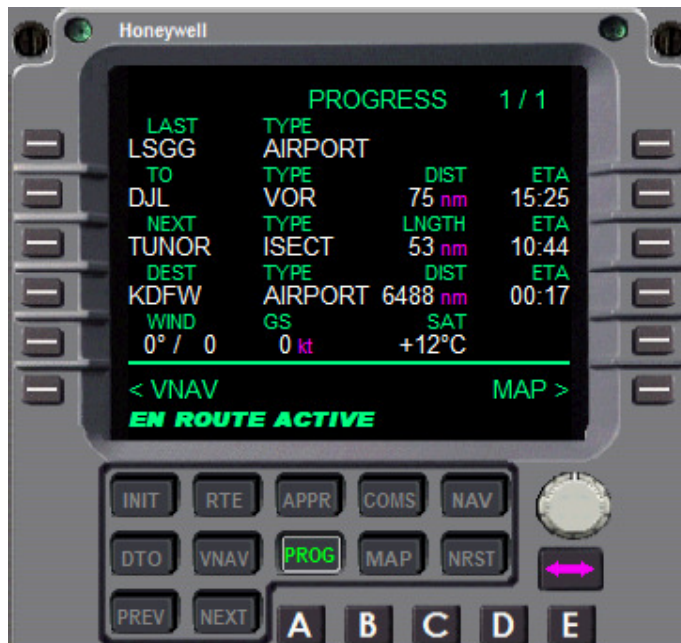 Honeywell
PROGRESS 1 / 1
LAST TYPE
LSGG AIRPORT
TO TYPE DIST ETA
DJL VOR 75 nm 15:25
NEXT TYPE LNGTH ETA
TUNOR ISECT 53 nm 10:44
DEST TYPE DIST ETA
KDFW AIRPORT 6488 nm 00:17
WIND GS SAT
0° / 0 0 kt +12°C
< VNAV MAP >
EN ROUTE ACTIVE
INIT RTE APPR COMS NAV
DTO VNAV PROG MAP NRST
PREV NEXT A B C D E